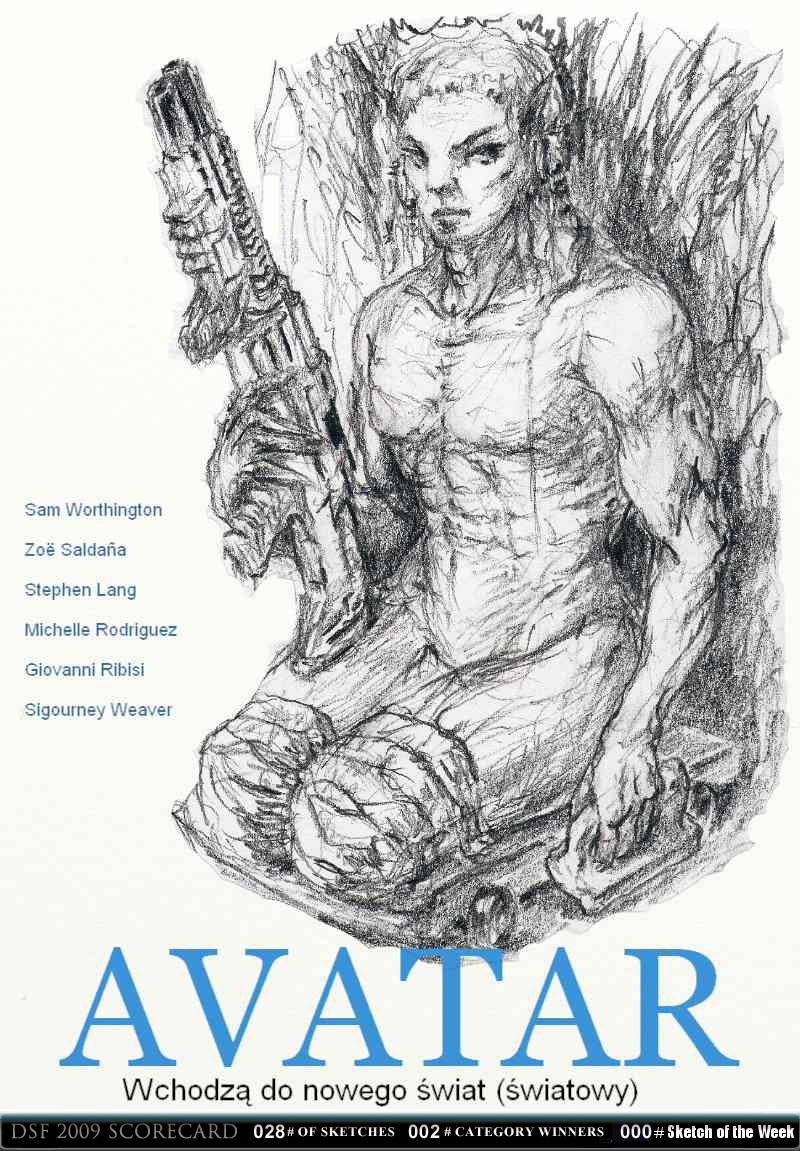 Sam Worthington
Zoë Saldaña
Stephen Lang
Michelle Rodriguez
Giovanni Ribisi
Sigourney Weaver
AVATAR
Wchodzą do nowego świat (światowy)
DSF 2009 SCORECARD 028 # OF SKETCHES 002 # CATEGORY WINNERS 000 # Sketch of the Week